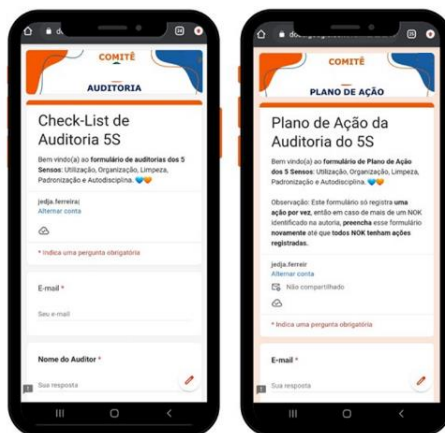 COMITÊ
AUDITORIA
Check-List de
Auditoria 5S
Bem vindo(a) ao formulário de auditorias dos 5
Sensos: Utilização, Organização, Limpeza,
Padronização e Autodisciplina.
jedja.ferreira
Alternar conta
* Indica uma pergunta obrigatória
E-mail *
Seu e-mail
Nome do Auditor *
Sua resposta
COMITÊ
PLANO DE AÇÃO
Plano de Ação da
Auditoria do 5S
Bem vindo(a) ao formulário de Plano de Ação
dos 5 Sensos: Utilização, Organização, Limpeza,
Padronização e Autodisciplina.
Observação: Este formulário só registra uma
ação por vez, então em caso de mais de um NOK
identificado na autoria, preencha esse formulário
novamente até que todos NOK tenham ações
registradas.
jedja.ferreir
Alternar conta
Não compartilhado
* Indica uma pergunta obrigatória
E-mail *
Sua resposta